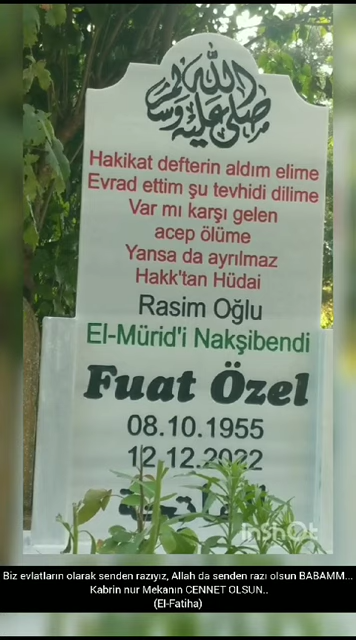 صلى الله عليه وسلم
Hakikat defterin aldım elime
Evrad ettim şu tevhidi dilime
Var mı karşı gelen
acep ölüme
Yansa da ayrılmaz
Hakk'tan Hüdai
Rasim Oğlu
El-Mürid'i Nakşibendi
Fuat Özel
08.10.1955
12.12.2022
InShOt
Biz evlatların olarak senden razıyız, Allah da senden razı olsun BABAMM...
Kabrin nur Mekanın CENNET OLSUN..
(El-Fatiha)